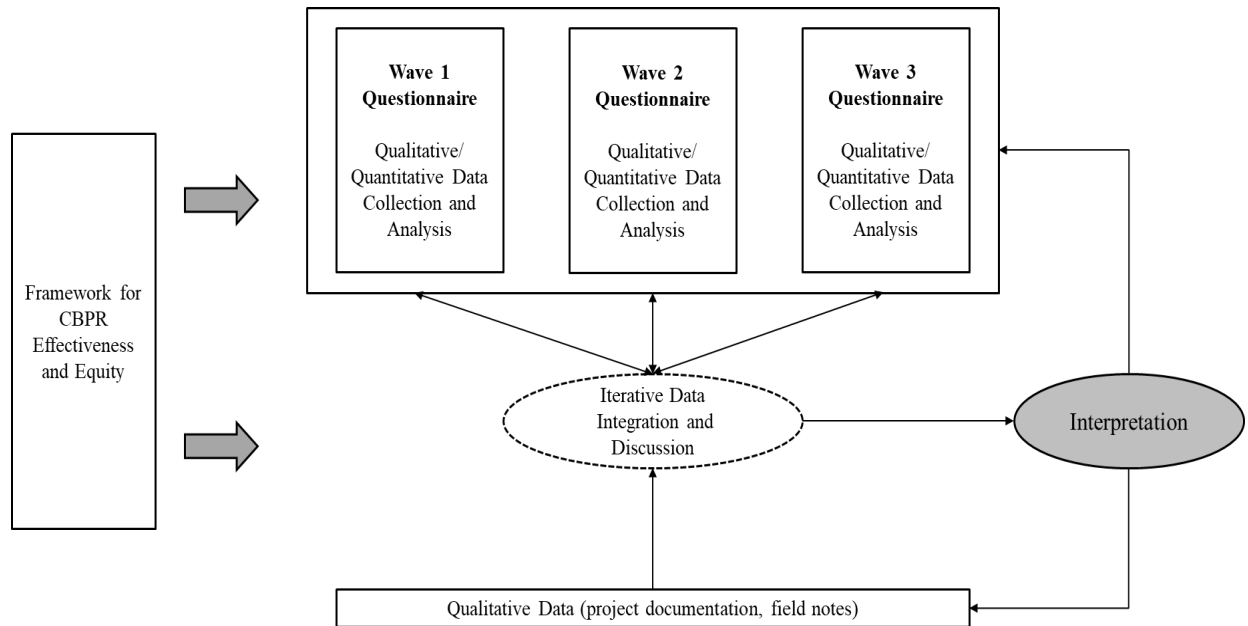 Framework for
CBPR
Effectiveness
and Equity
Wave 1
Questionnaire
Qualitative/
Quantitative Data
Collection and
Analysis
Wave 2
Questionnaire
Qualitative/
Quantitative Data
Collection and
Analysis
Wave 3
Questionnaire
Qualitative/
Quantitative Data
Collection and
Analysis
Iterative Data
Integration and
Discussion
Interpretation
Qualitative Data (project documentation, field notes)